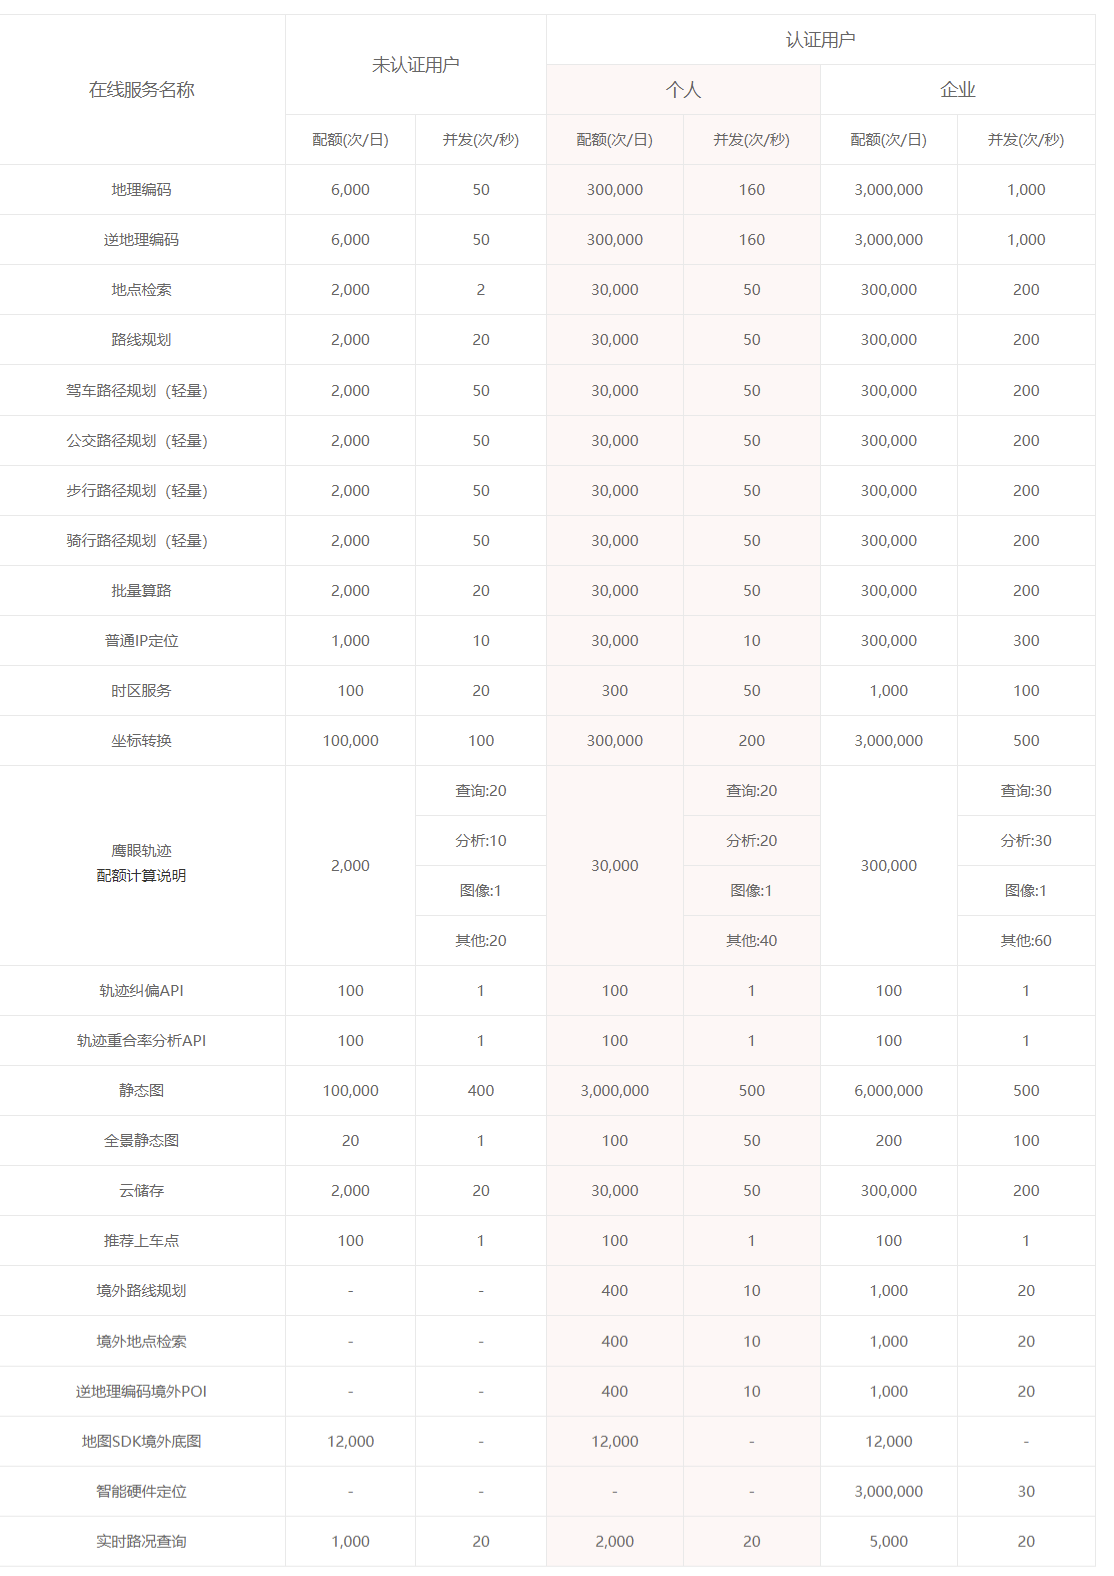 在线服务名称
未认证用户
认证用户
个人
企业
配额(次/日)
并发(次/秒)
配额(次/日)
并发(次/秒)
配额(次/日)
并发(次/秒)
地理编码 6,000 50 300,000 160 3,000,000 1,000
逆地理编码 6,000 50 300,000 160 3,000,000 1,000
地点检索 2,000 2 30,000 50 300,000 200
路线规划 2,000 20 30,000 50 300,000 200
驾车路径规划（轻量） 2,000 50 30,000 50 300,000 200
公交路径规划（轻量） 2,000 50 30,000 50 300,000 200
步行路径规划（轻量） 2,000 50 30,000 50 300,000 200
骑行路径规划（轻量） 2,000 50 30,000 50 300,000 200
批量算路 2,000 20 30,000 50 300,000 200
普通IP定位 1,000 10 30,000 10 300,000 300
时区服务 100 20 300 50 1,000 100
坐标转换 100,000 100 300,000 200 3,000,000 500
鹰眼轨迹
配额计算说明
2,000
查询:20
分析:10
图像:1
其他:20
30,000
查询:20
分析:20
图像:1
其他:40
300,000
查询:30
分析:30
图像:1
其他:60
轨迹纠偏API 100 1 100 1 100 1
轨迹重合率分析API 100 1 100 1 100 1
静态图 100,000 400 3,000,000 500 6,000,000 500
全景静态图 20 1 100 50 200 100
云储存 2,000 20 30,000 50 300,000 200
推荐上车点 100 1 100 1 100 1
境外路线规划 - - 400 10 1,000 20
境外地点检索 - - 400 10 1,000 20
逆地理编码境外POI - - 400 10 1,000 20
地图SDK境外底图 12,000 - 12,000 - 12,000 -
智能硬件定位 - - - - 3,000,000 30
实时路况查询 1,000 20 2,000 20 5,000 20